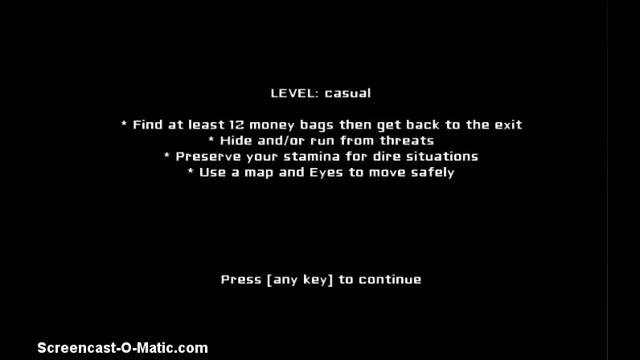 LEVEL: casual
* Find at least 12 money bags then get back to the exit
* Hide and/or run from threats
* Preserve your stamina for dire situations
* Use a map and Eyes to move safely
Press [any key] to continue
Screencast-O-Matic.com